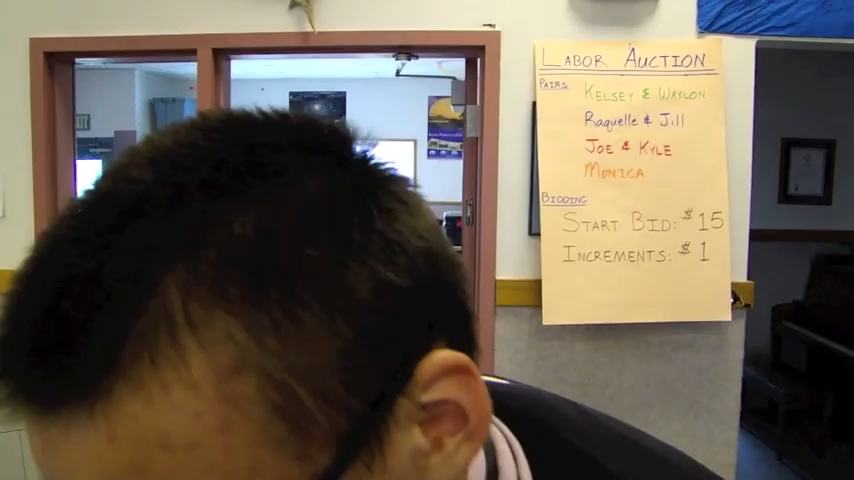 LABOR AUCTION
PAIRS
KELSEY & WAYLON
Raquelle & Jill
JOE & KYLE
MONICA
BIDDING
START BID: $15
INCREMENTS: $1